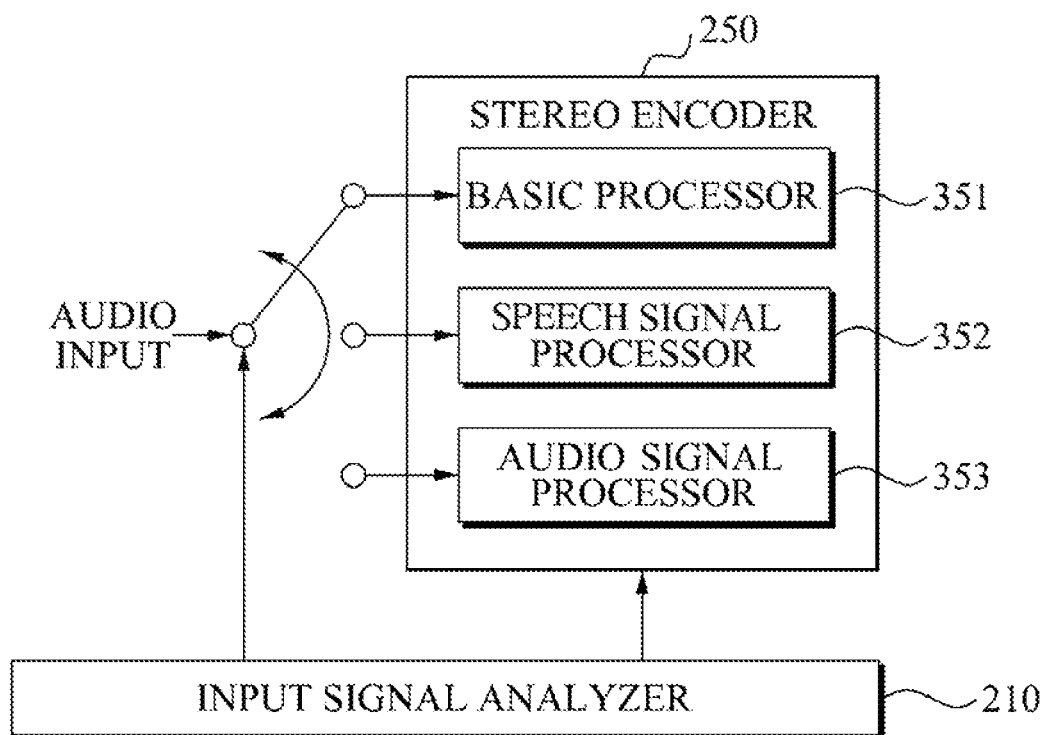 250
STEREO ENCODER
BASIC PROCESSOR
351
AUDIO
INPUT
SPEECH SIGNAL
PROCESSOR
352
AUDIO SIGNAL
PROCESSOR
353
INPUT SIGNAL ANALYZER
210